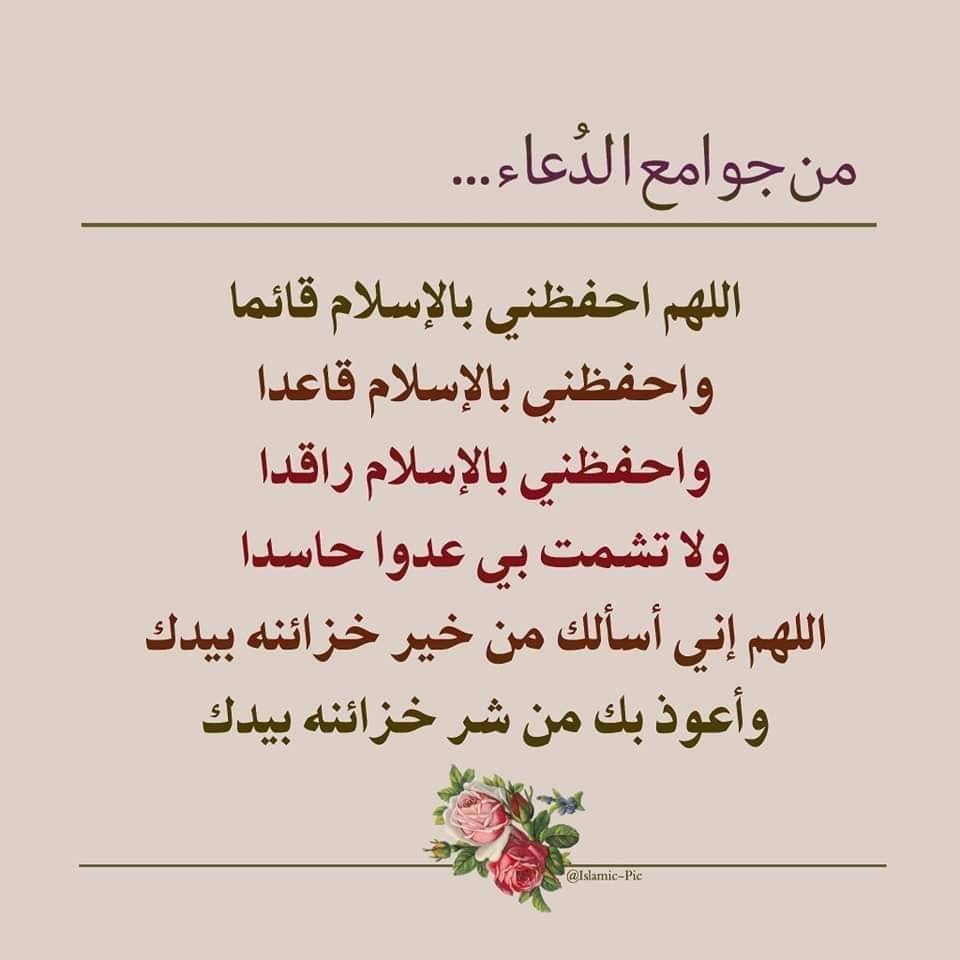 من جوامع الدُعاء...
اللهم احفظني بالإسلام قائما
واحفظني بالإسلام قاعدا
واحفظني بالإسلام راقدا
ولا تشمت بي عدوا حاسدا
اللهم إني أسألك من خير خزائنه بيدك
وأعوذ بك من شر خزائنه بيدك
@Islamic-Pic